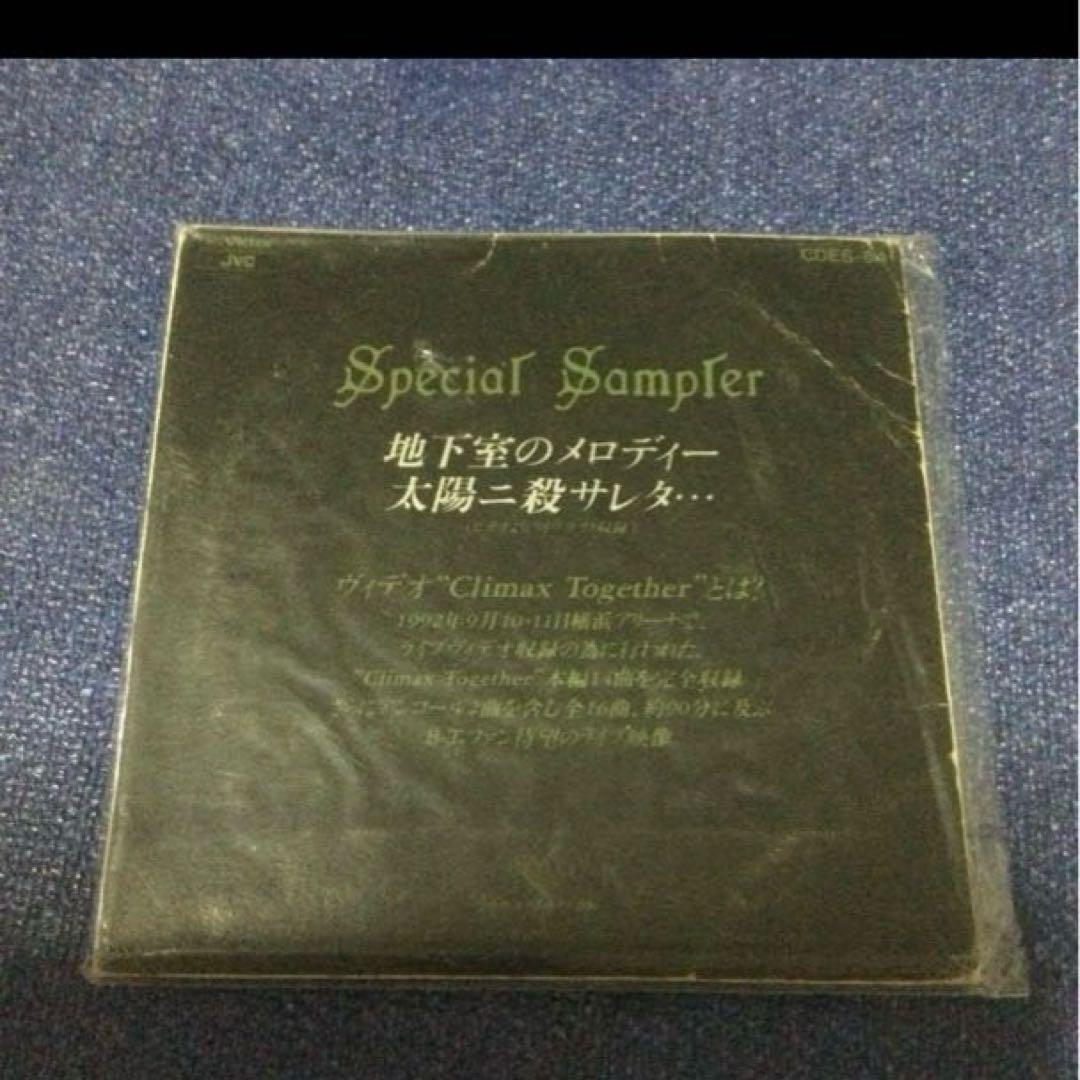 JVC
Special Sampler
地下室のメロディー
太陽ニ殺サレタ…
ヴィデオ"Climax Together"とは?
1992年9月10・11日横浜アリーナで、
ライブヴィデオ収録の為に行われた、
"Climax Together"本編14曲を完全収録
アンコール2曲を含む全16曲、約90分に及ぶ
B-Tファン待望のライブ映像